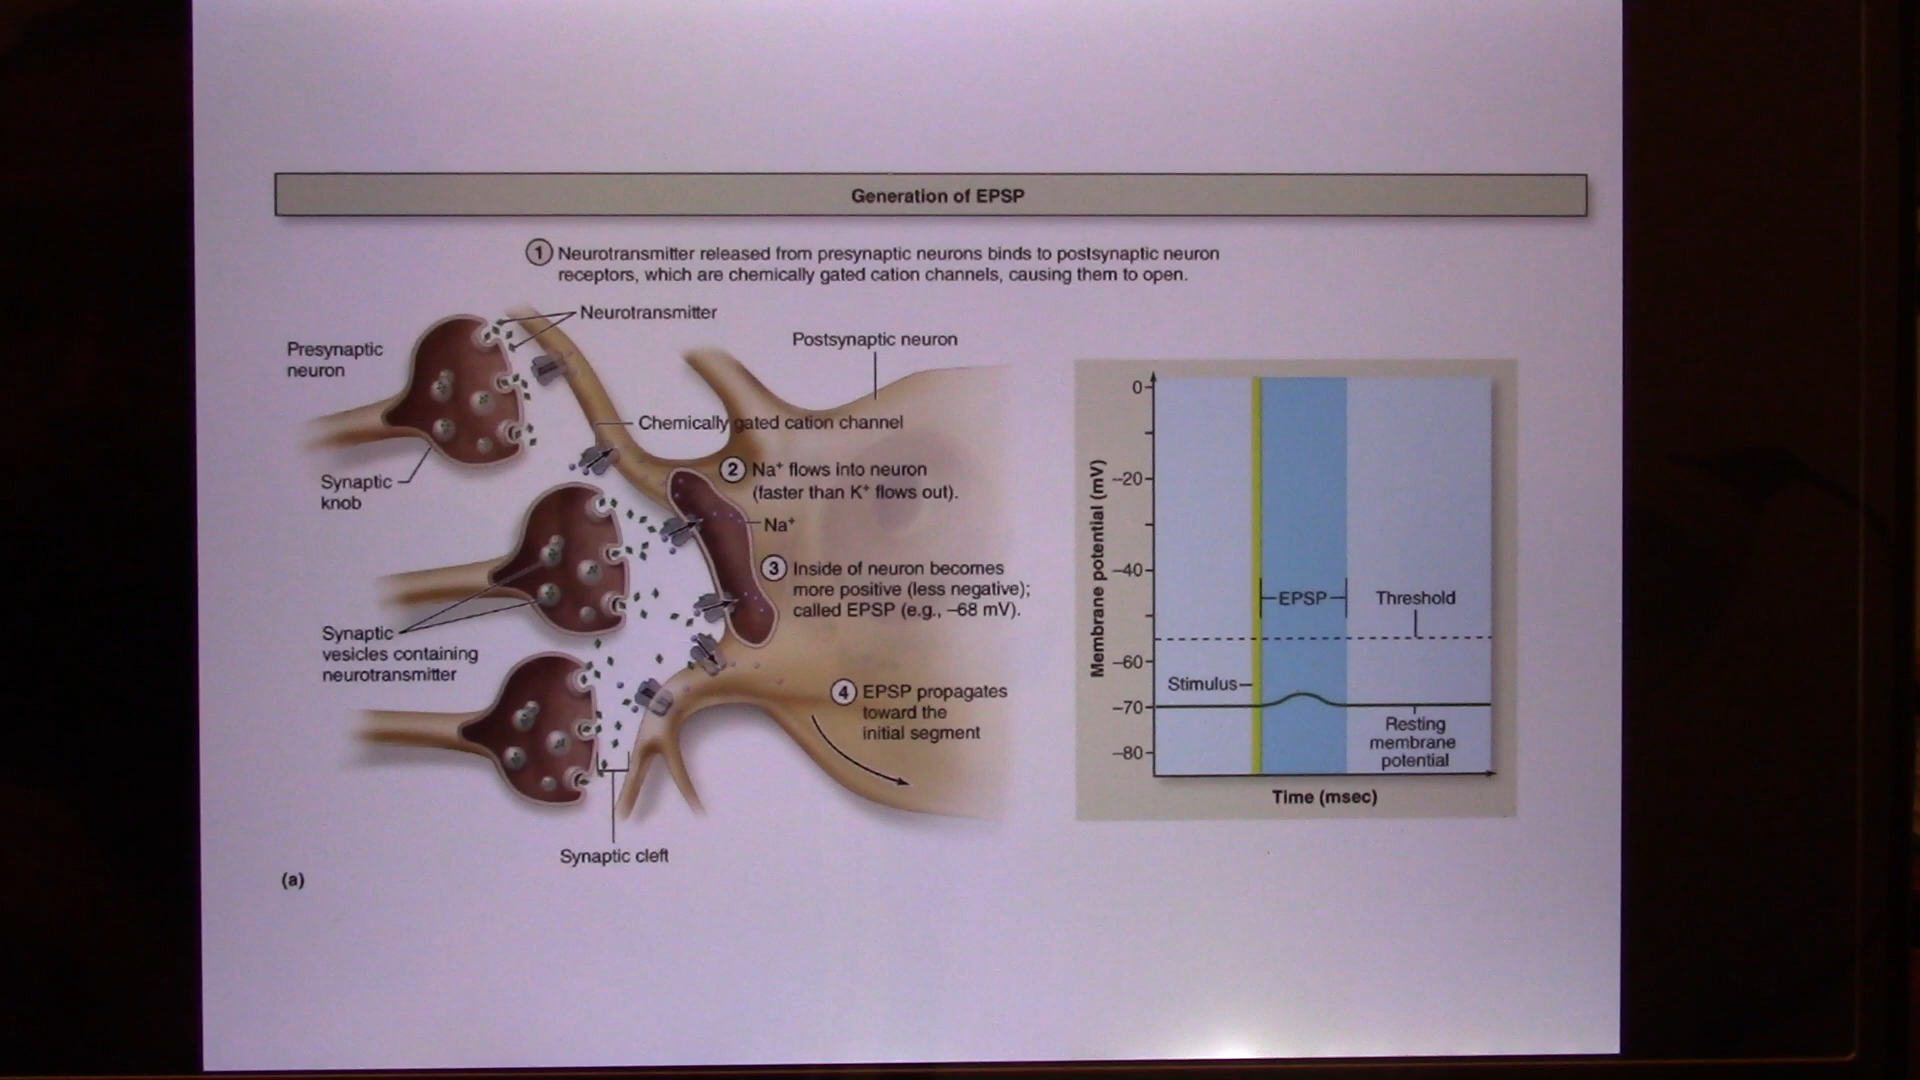 Generation of EPSP
1 Neurotransmitter released from presynaptic neurons binds to postsynaptic neuron
receptors, which are chemically gated cation channels, causing them to open.
Neurotransmitter
Presynaptic
neuron
Postsynaptic neuron
Chemically gated cation channel
Synaptic
knob
2 Na⁺ flows into neuron
(faster than K⁺ flows out).
Na⁺
3 Inside of neuron becomes
more positive (less negative);
called EPSP (e.g., –68 mV).
Synaptic
vesicles containing
neurotransmitter
4 EPSP propagates
toward the
initial segment
Synaptic cleft
(a)
Membrane potential (mV)
0
–20
–40
–60
–70
–80
EPSP
Threshold
Stimulus
Resting
membrane
potential
Time (msec)